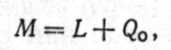 M = L + Q₀,